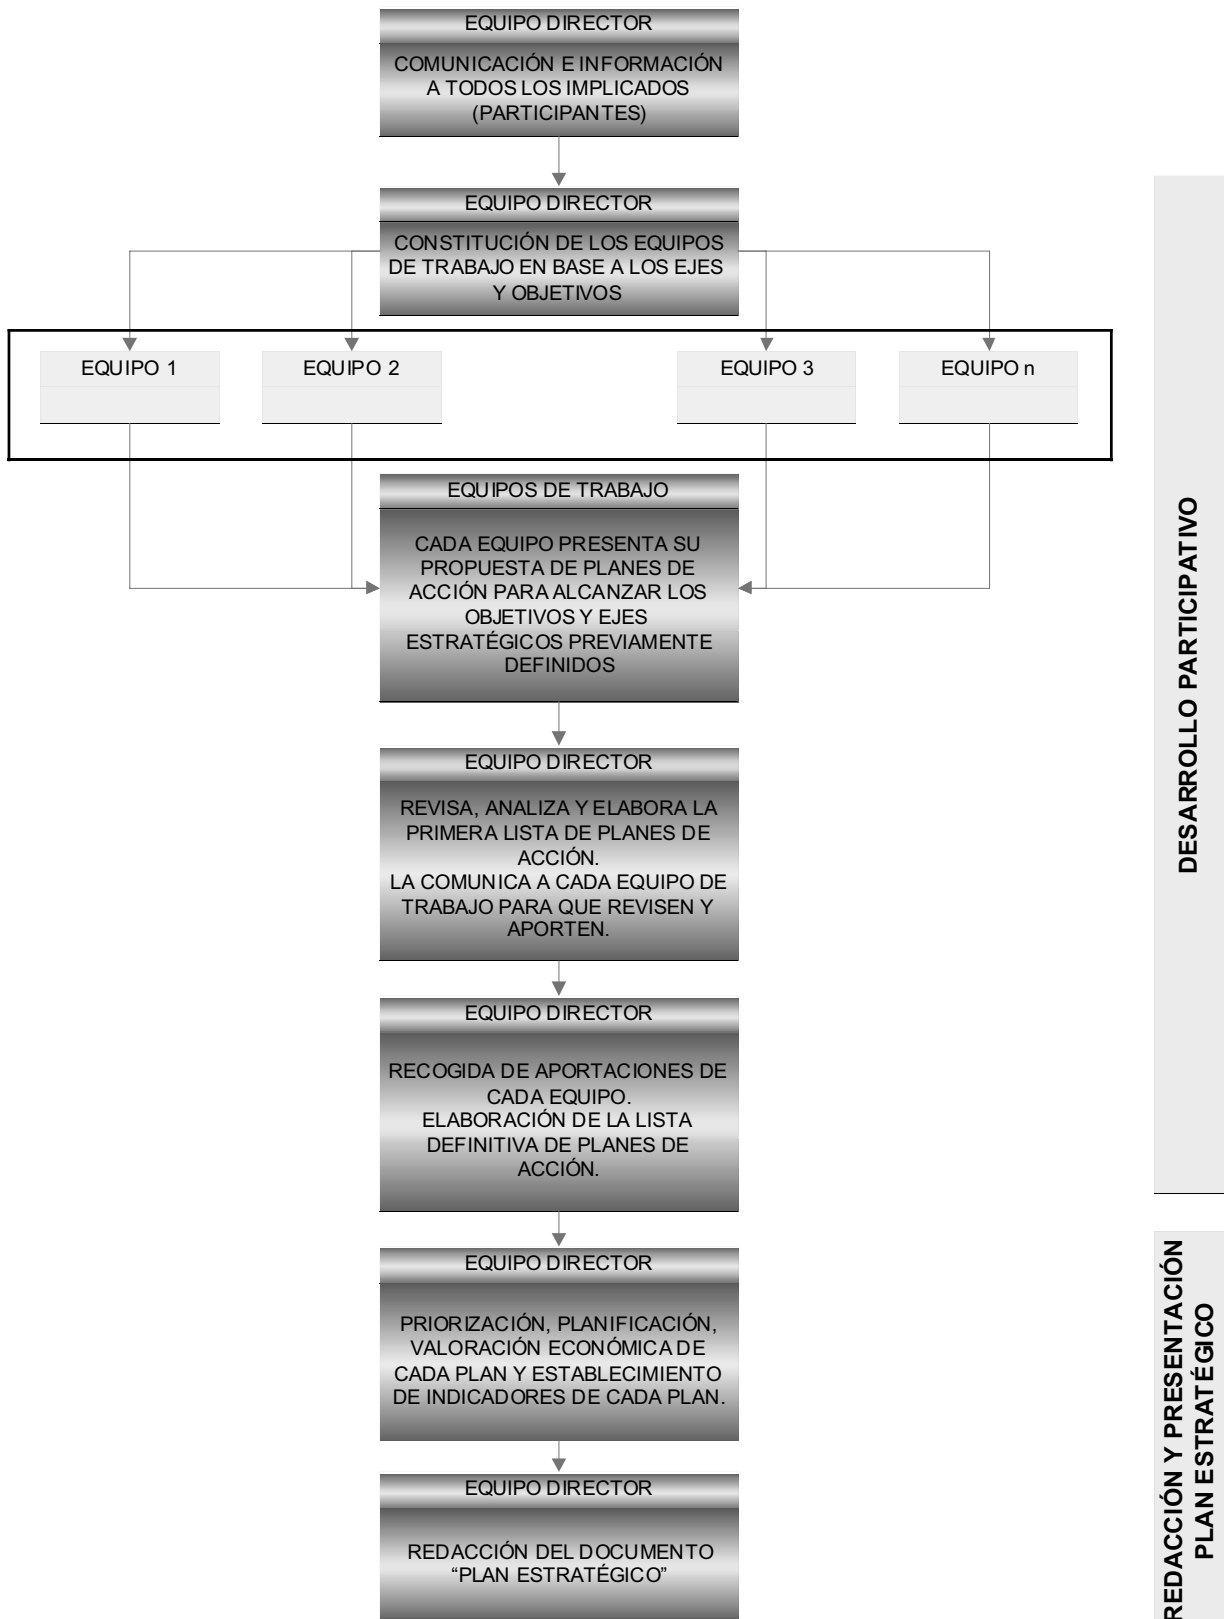 EQUIPO DIRECTOR
COMUNICACIÓN E INFORMACIÓN
A TODOS LOS IMPLICADOS
(PARTICIPANTES)
EQUIPO DIRECTOR
CONSTITUCIÓN DE LOS EQUIPOS
DE TRABAJO EN BASE A LOS EJES
Y OBJETIVOS
EQUIPO 1
EQUIPO 2
EQUIPO 3
EQUIPO n
EQUIPOS DE TRABAJO
CADA EQUIPO PRESENTA SU
PROPUESTA DE PLANES DE
ACCIÓN PARA ALCANZAR LOS
OBJETIVOS Y EJES
ESTRATÉGICOS PREVIAMENTE
DEFINIDOS
EQUIPO DIRECTOR
REVISA, ANALIZA Y ELABORA LA
PRIMERA LISTA DE PLANES DE
ACCIÓN.
LA COMUNICA A CADA EQUIPO DE
TRABAJO PARA QUE REVISEN Y
APORTEN.
EQUIPO DIRECTOR
RECOGIDA DE APORTACIONES DE
CADA EQUIPO.
ELABORACIÓN DE LA LISTA
DEFINITIVA DE PLANES DE
ACCIÓN.
EQUIPO DIRECTOR
PRIORIZACIÓN, PLANIFICACIÓN,
VALORACIÓN ECONÓMICA DE
CADA PLAN Y ESTABLECIMIENTO
DE INDICADORES DE CADA PLAN.
EQUIPO DIRECTOR
REDACCIÓN DEL DOCUMENTO
“PLAN ESTRATÉGICO”
DESARROLLO PARTICIPATIVO
REDACCIÓN Y PRESENTACIÓN
PLAN ESTRATÉGICO